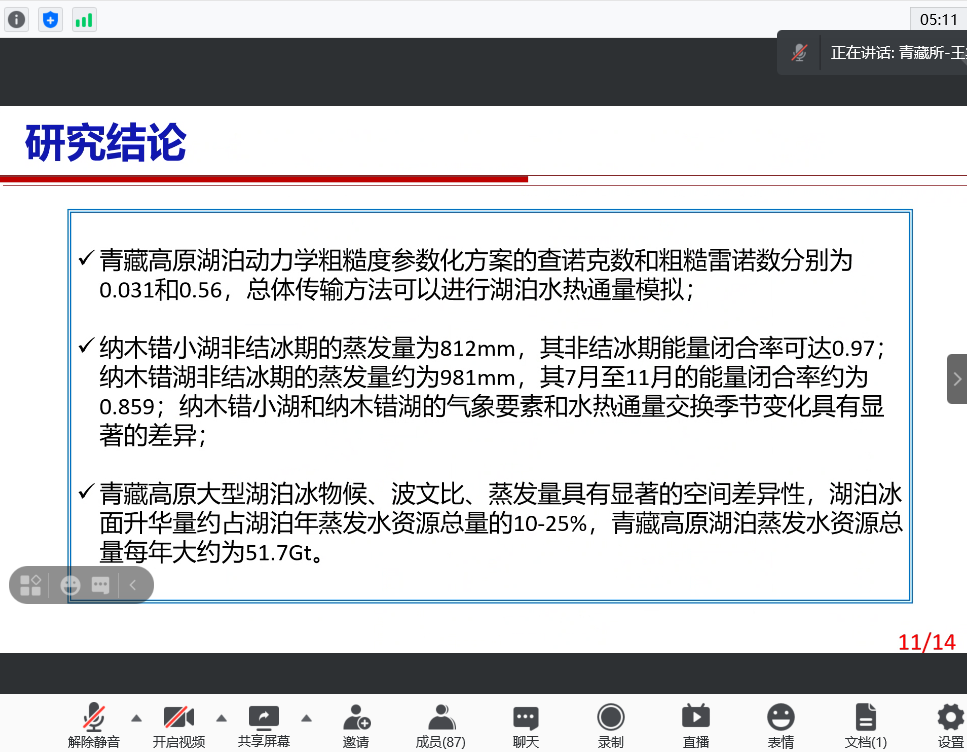 05:11
正在讲话: 青藏所-王
研究结论
✓ 青藏高原湖泊动力学粗糙度参数化方案的查诺克数和粗糙雷诺数分别为
0.031和0.56，总体传输方法可以进行湖泊水热通量模拟；
✓ 纳木错小湖非结冰期的蒸发量为812mm，其非结冰期能量闭合率可达0.97；
纳木错湖非结冰期的蒸发量约为981mm，其7月至11月的能量闭合率约为
0.859；纳木错小湖和纳木错湖的气象要素和水热通量交换季节变化具有显
著的差异；
✓ 青藏高原大型湖泊冰物候、波文比、蒸发量具有显著的空间差异性，湖泊冰
面升华量约占湖泊年蒸发水资源总量的10-25%，青藏高原湖泊蒸发水资源总
量每年大约为51.7Gt。
11/14
解除静音
开启视频
共享屏幕
邀请
成员(87)
聊天
录制
直播
表情
文档(1)
设置